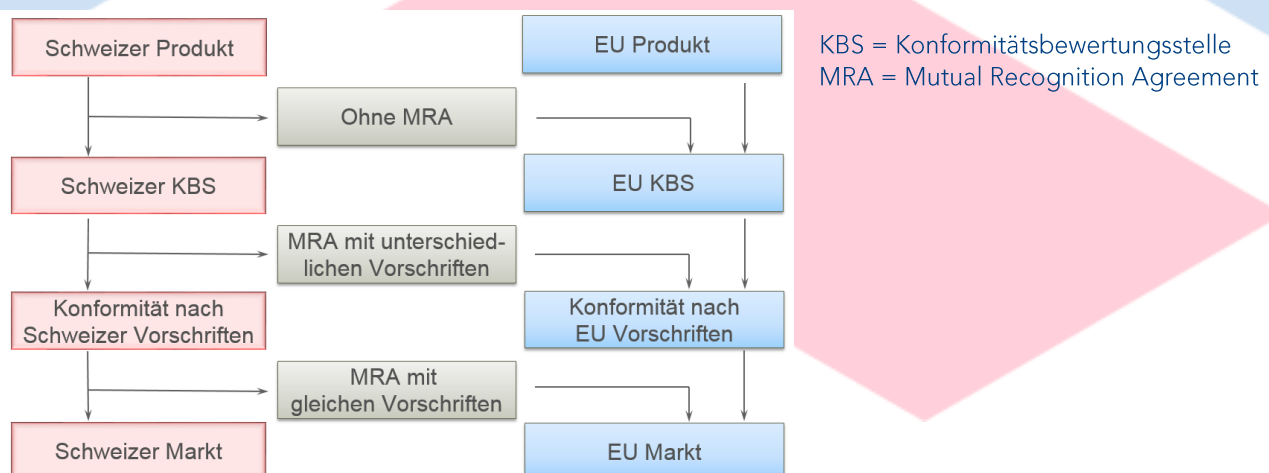 Schweizer Produkt
EU Produkt
KBS = Konformitätsbewertungsstelle
MRA = Mutual Recognition Agreement
Ohne MRA
Schweizer KBS
EU KBS
MRA mit unterschied-
lichen Vorschriften
Konformität nach
Schweizer Vorschriften
Konformität nach
EU Vorschriften
MRA mit
gleichen Vorschriften
Schweizer Markt
EU Markt